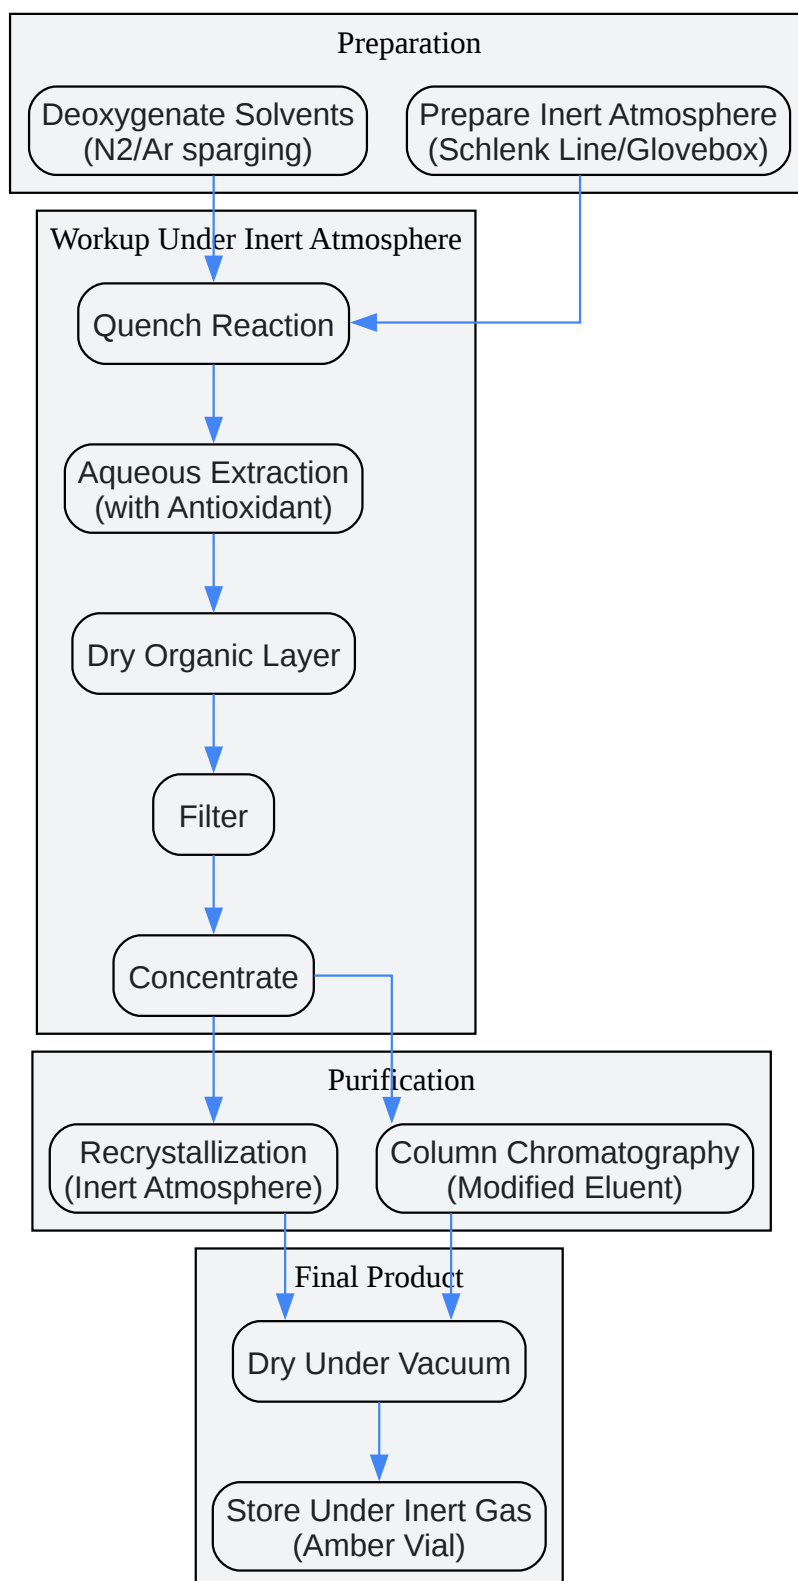 Preparation
Deoxygenate Solvents
(N2/Ar sparging)
Prepare Inert Atmosphere
(Schlenk Line/Glovebox)
Workup Under Inert Atmosphere
Quench Reaction
Aqueous Extraction
(with Antioxidant)
Dry Organic Layer
Filter
Concentrate
Purification
Recrystallization
(Inert Atmosphere)
Column Chromatography
(Modified Eluent)
Final Product
Dry Under Vacuum
Store Under Inert Gas
(Amber Vial)